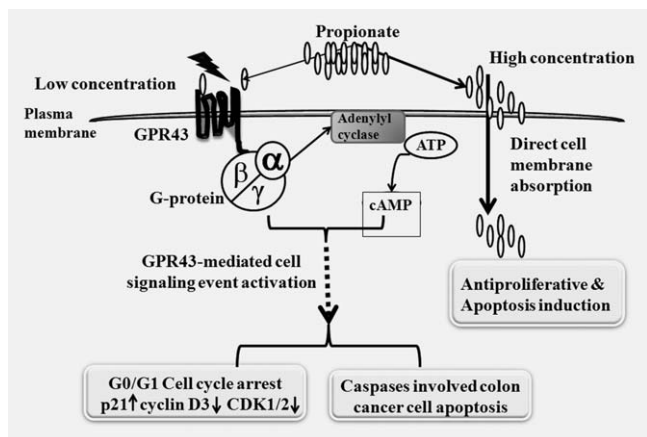 Propionate
High concentration
Low concentration
Plasma
membrane
GPR43
Adenylyl
cyclase
ATP
Direct cell
membrane
absorption
β
α
γ
G-protein
cAMP
GPR43-mediated cell
signaling event activation
Antiproliferative &
Apoptosis induction
G0/G1 Cell cycle arrest
p21↑ cyclin D3↓ CDK1/2↓
Caspases involved colon
cancer cell apoptosis